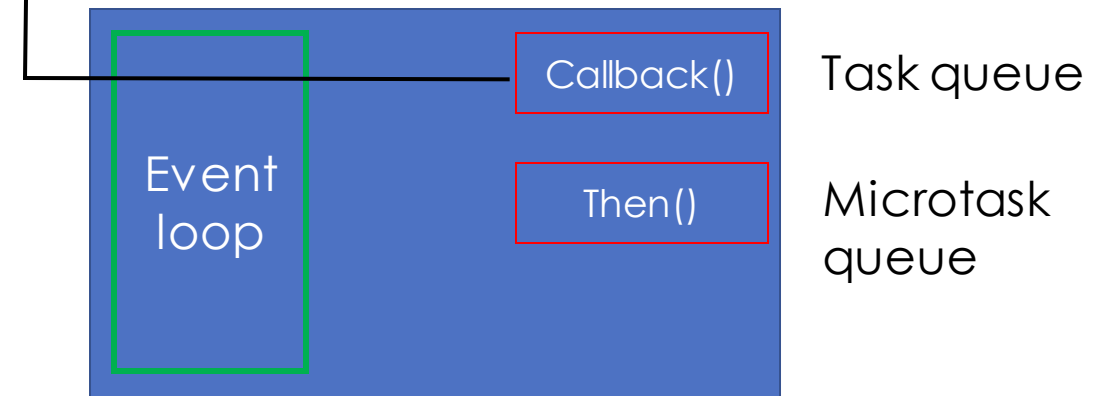 Callback()
Task queue
Event
loop
Then()
Microtask
queue